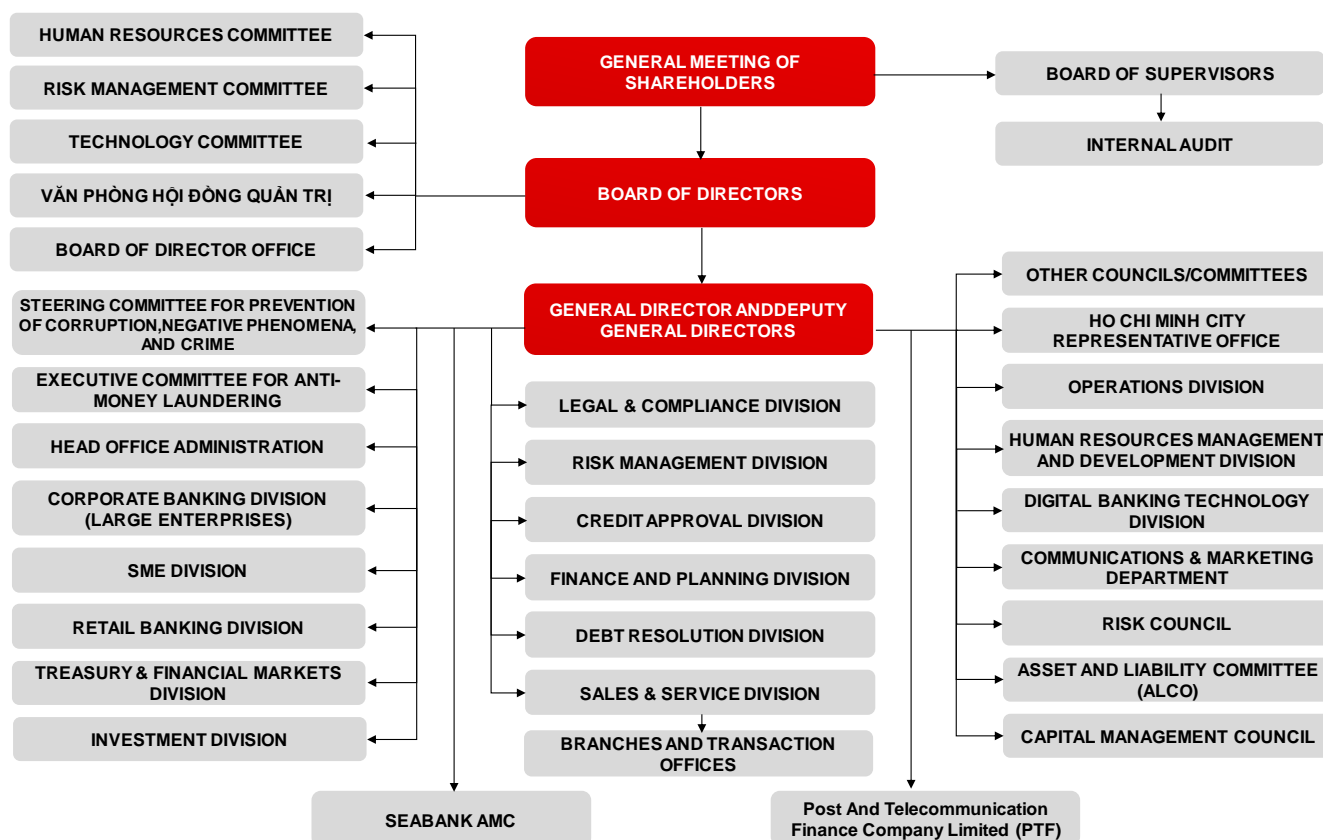 HUMAN RESOURCES COMMITTEE
RISK MANAGEMENT COMMITTEE
TECHNOLOGY COMMITTEE
VĂN PHÒNG HỘI ĐỒNG QUẢN TRỊ
BOARD OF DIRECTOR OFFICE
GENERAL MEETING OF
SHAREHOLDERS
BOARD OF SUPERVISORS
INTERNAL AUDIT
BOARD OF DIRECTORS
GENERAL DIRECTOR ANDDEPUTY
GENERAL DIRECTORS
STEERING COMMITTEE FOR PREVENTION
OF CORRUPTION,NEGATIVE PHENOMENA,
AND CRIME
EXECUTIVE COMMITTEE FOR ANTI-
MONEY LAUNDERING
HEAD OFFICE ADMINISTRATION
CORPORATE BANKING DIVISION
(LARGE ENTERPRISES)
SME DIVISION
RETAIL BANKING DIVISION
TREASURY & FINANCIAL MARKETS
DIVISION
INVESTMENT DIVISION
LEGAL & COMPLIANCE DIVISION
RISK MANAGEMENT DIVISION
CREDIT APPROVAL DIVISION
FINANCE AND PLANNING DIVISION
DEBT RESOLUTION DIVISION
SALES & SERVICE DIVISION
BRANCHES AND TRANSACTION
OFFICES
OTHER COUNCILS/COMMITTEES
HO CHI MINH CITY
REPRESENTATIVE OFFICE
OPERATIONS DIVISION
HUMAN RESOURCES MANAGEMENT
AND DEVELOPMENT DIVISION
DIGITAL BANKING TECHNOLOGY
DIVISION
COMMUNICATIONS & MARKETING
DEPARTMENT
RISK COUNCIL
ASSET AND LIABILITY COMMITTEE
(ALCO)
CAPITAL MANAGEMENT COUNCIL
SEABANK AMC
Post And Telecommunication
Finance Company Limited (PTF)